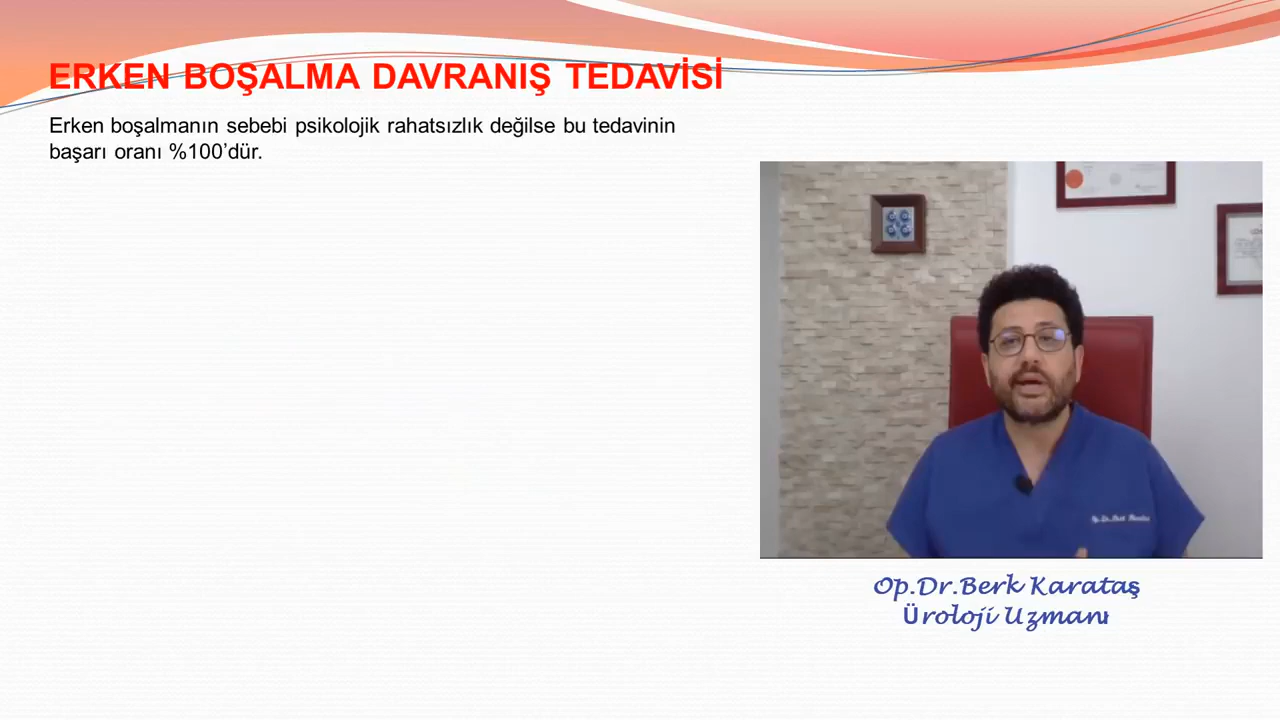 ERKEN BOŞALMA DAVRANIŞ TEDAVİSİ
Erken boşalmanın sebebi psikolojik rahatsızlık değilse bu tedavinin
başarı oranı %100’dür.
Op.Dr.Berk Karataş
Üroloji Uzmanı